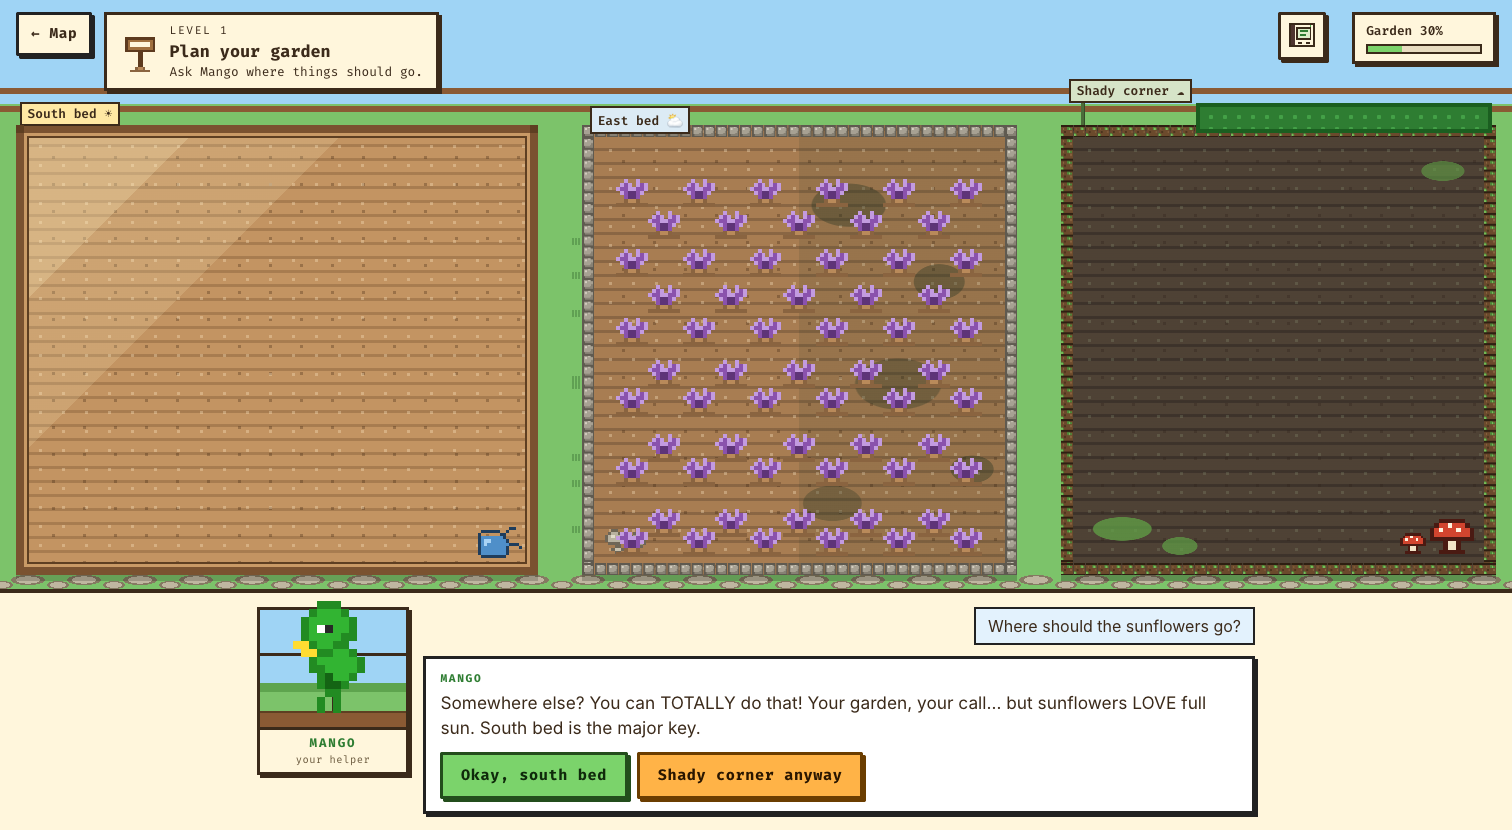 ← Map
LEVEL 1
Plan your garden
Ask Mango where things should go.
Garden 30%
South bed ☀
East bed ⛅
Shady corner ☁
Where should the sunflowers go?
MANGO
Somewhere else? You can TOTALLY do that! Your garden, your call... but sunflowers LOVE full
sun. South bed is the major key.
Okay, south bed
Shady corner anyway
MANGO
your helper